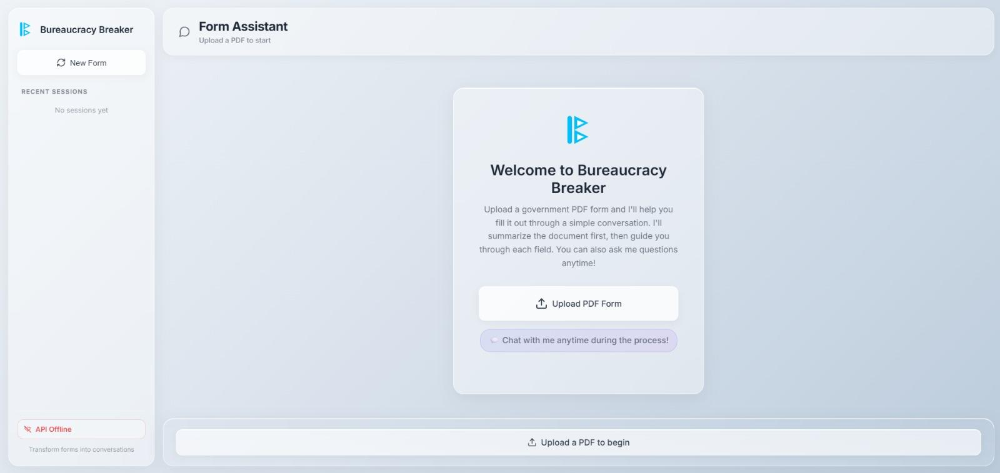 Bureaucracy Breaker
New Form
RECENT SESSIONS
No sessions yet
API Offline
Transform forms into conversations
Form Assistant
Upload a PDF to start
Welcome to Bureaucracy
Breaker
Upload a government PDF form and I'll help you
fill it out through a simple conversation. I'll
summarize the document first, then guide you
through each field. You can also ask me questions
anytime!
Upload PDF Form
Chat with me anytime during the process!
Upload a PDF to begin